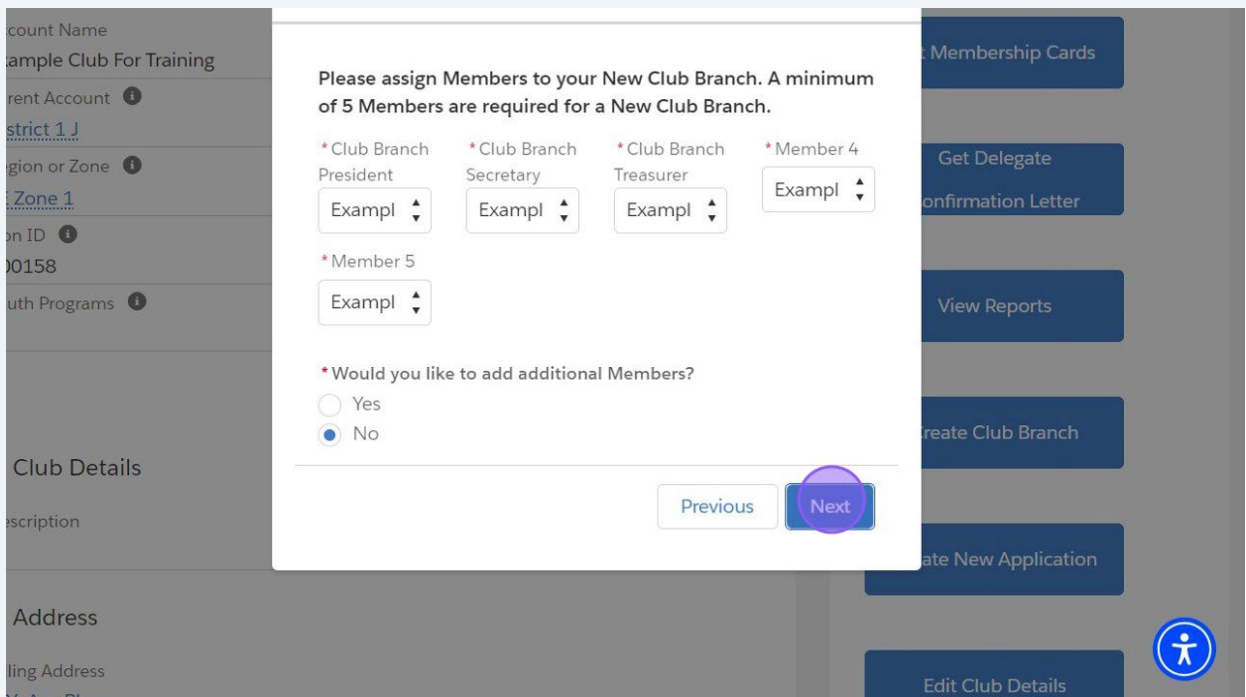 count Name
ample Club For Training
rent Account
strict 1 J
egion or Zone
Zone 1
on ID
00158
uth Programs
Club Details
escription
Address
ling Address
Please assign Members to your New Club Branch. A minimum
of 5 Members are required for a New Club Branch.
* Club Branch
President
Exampl
* Club Branch
Secretary
Exampl
* Club Branch
Treasurer
Exampl
* Member 4
Exampl
* Member 5
Exampl
* Would you like to add additional Members?
Yes
No
Previous
Next
t Membership Cards
Get Delegate
onfirmation Letter
View Reports
reate Club Branch
ate New Application
Edit Club Details